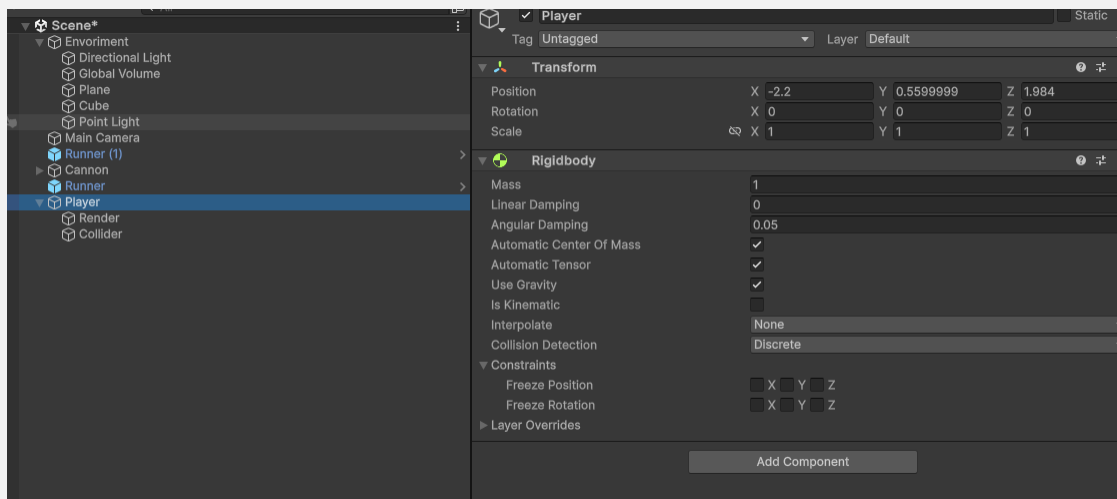 Scene*
Envoriment
Directional Light
Global Volume
Plane
Cube
Point Light
Main Camera
Runner (1)
Cannon
Runner
Player
Render
Collider
Player
Static
Tag Untagged Layer Default
Transform
Position X -2.2 Y 0.5599999 Z 1.984
Rotation X 0 Y 0 Z 0
Scale X 1 Y 1 Z 1
Rigidbody
Mass 1
Linear Damping 0
Angular Damping 0.05
Automatic Center Of Mass
Automatic Tensor
Use Gravity
Is Kinematic
Interpolate None
Collision Detection Discrete
Constraints
Freeze Position X Y Z
Freeze Rotation X Y Z
Layer Overrides
Add Component